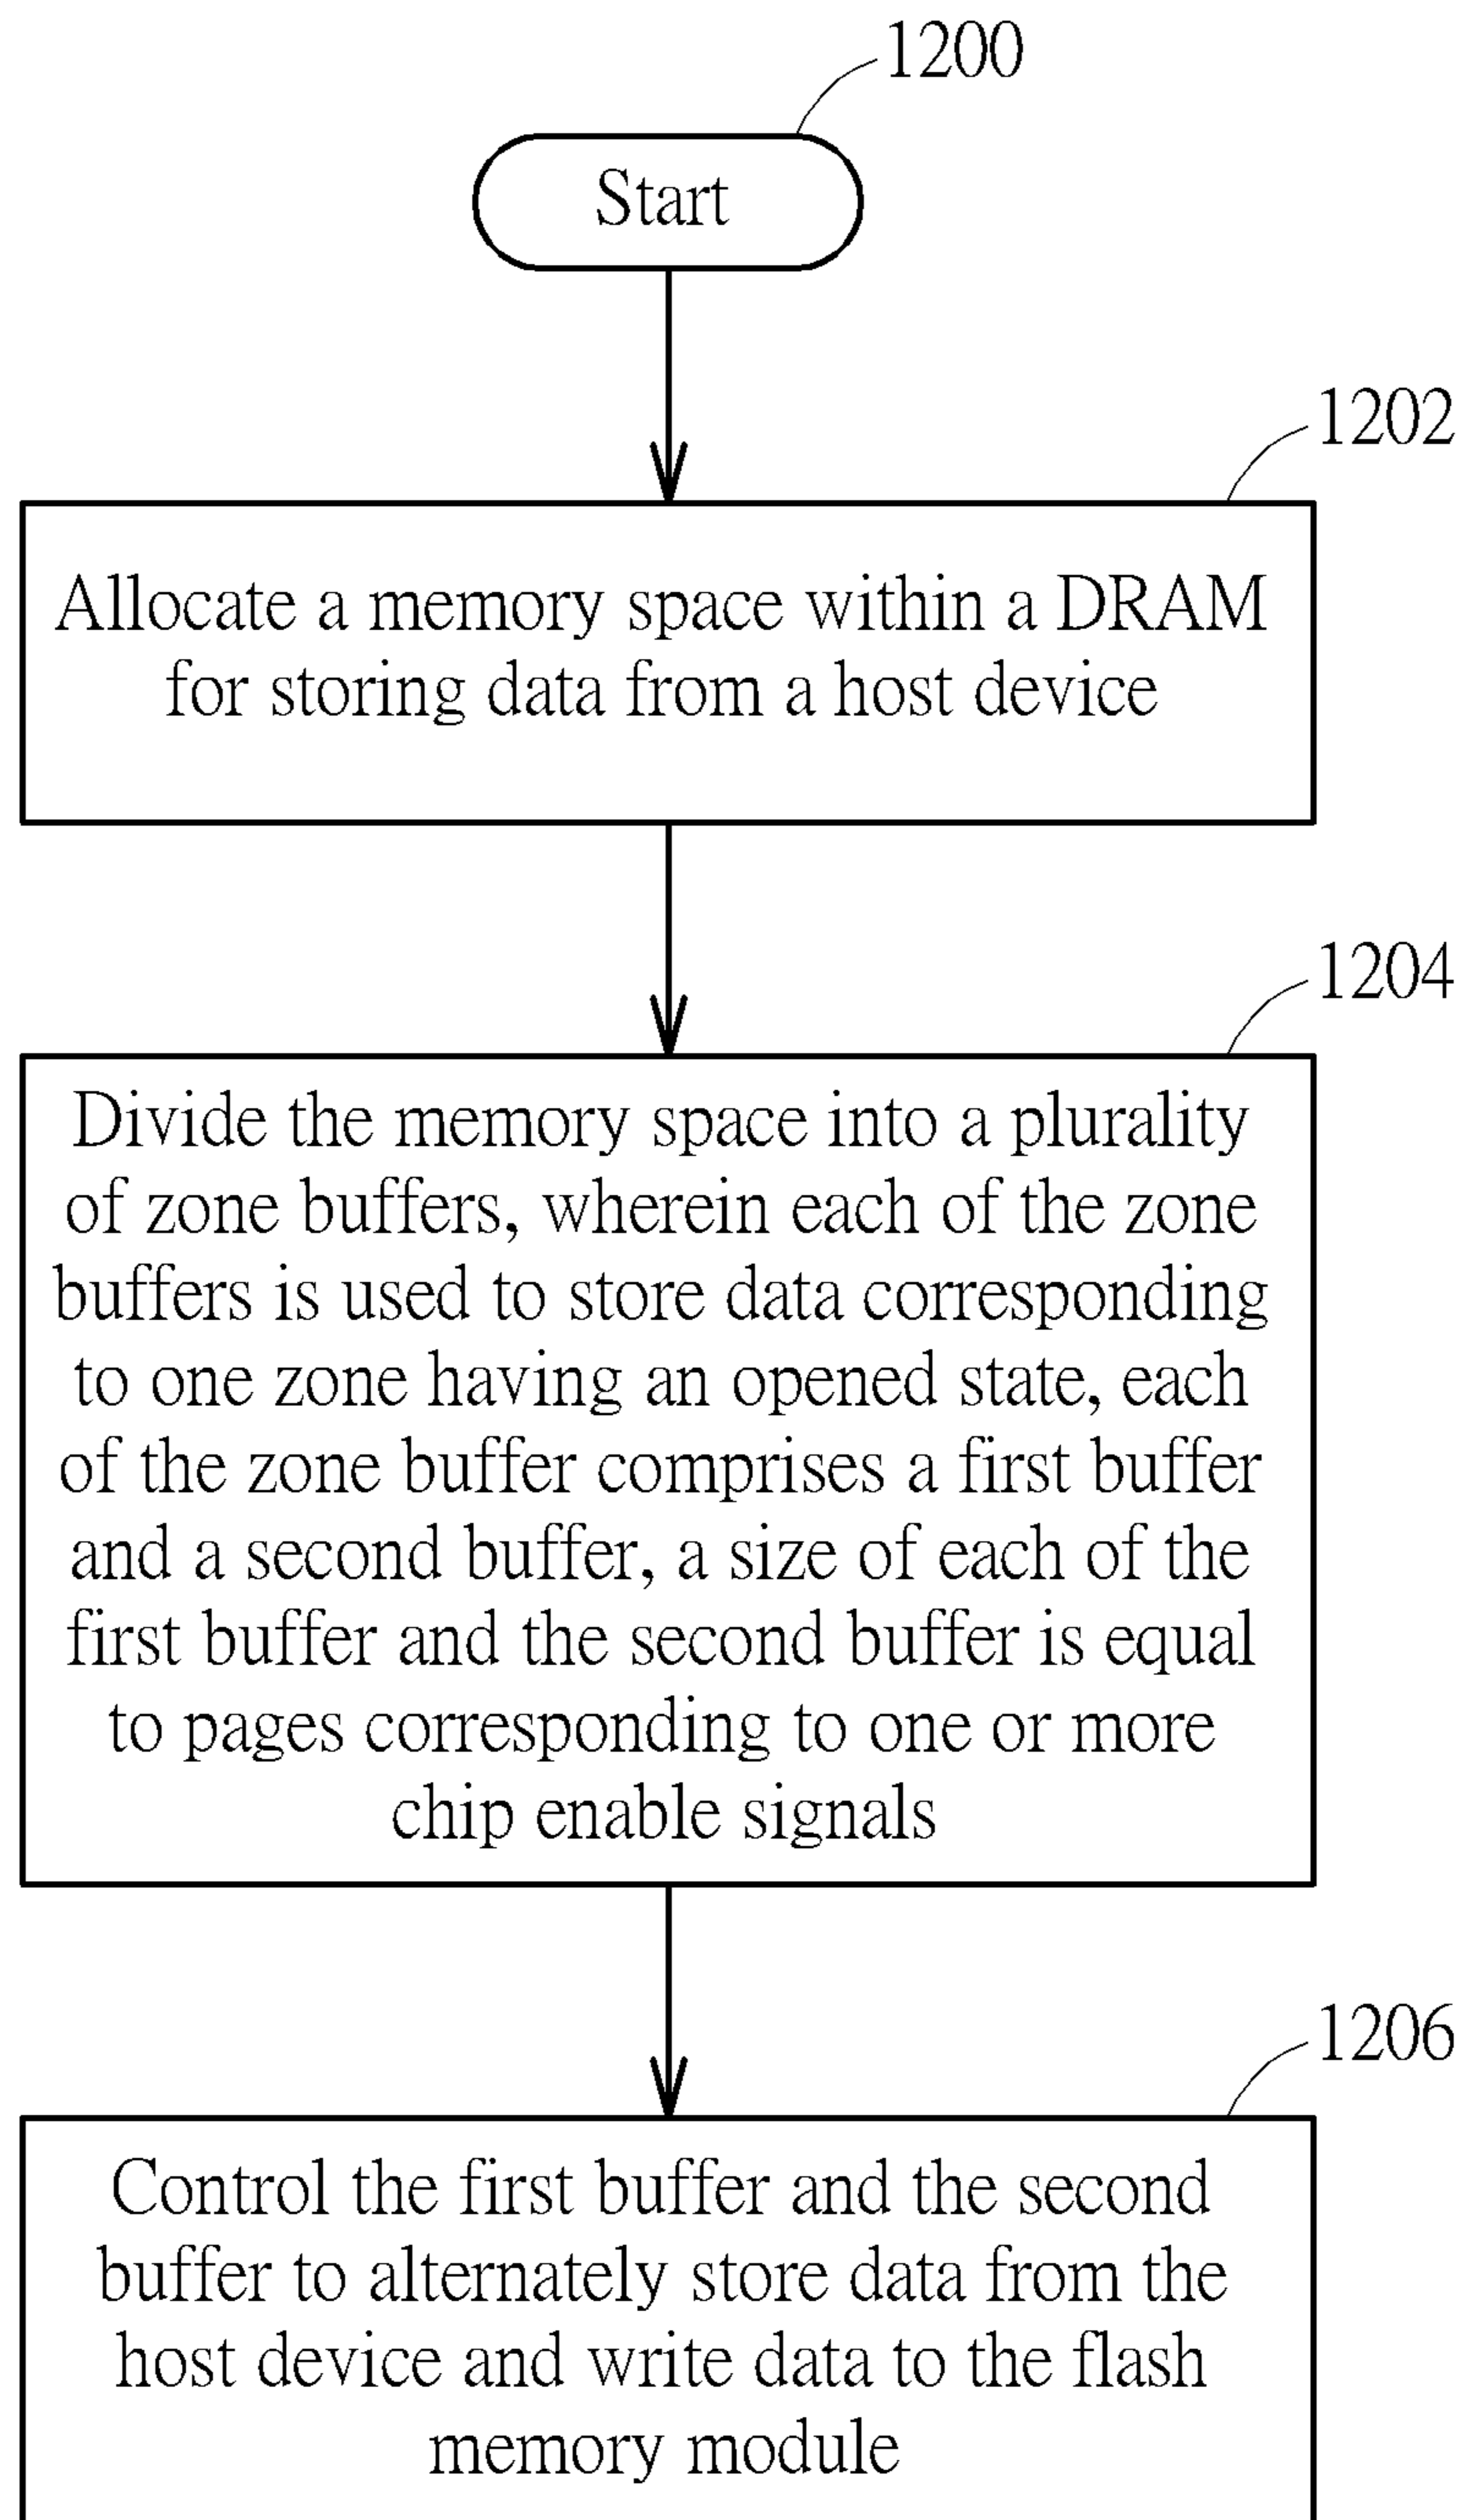 1200
Start
1202
Allocate a memory space within a DRAM
for storing data from a host device
1204
Divide the memory space into a plurality
of zone buffers, wherein each of the zone
buffers is used to store data corresponding
to one zone having an opened state, each
of the zone buffer comprises a first buffer
and a second buffer, a size of each of the
first buffer and the second buffer is equal
to pages corresponding to one or more
chip enable signals
1206
Control the first buffer and the second
buffer to alternately store data from the
host device and write data to the flash
memory module